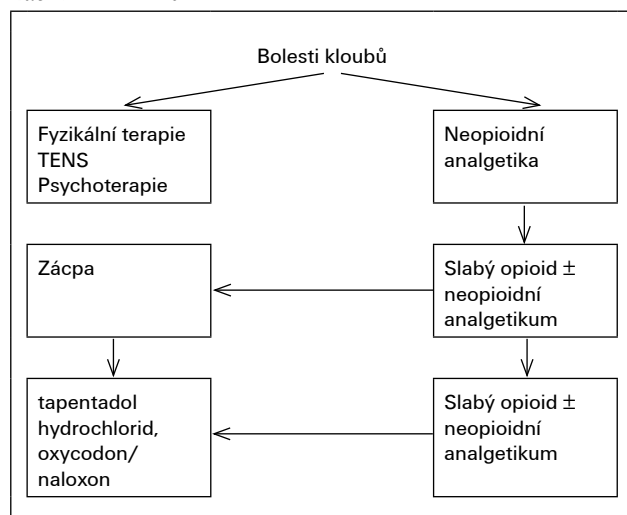 Bolesti kloubů
Fyzikální terapie
TENS
Psychoterapie
Neopioidní
analgetika
Zácpa
Slabý opioid ±
neopioidní
analgetikum
tapentadol
hydrochlorid,
oxycodon/
naloxon
Slabý opioid ±
neopioidní
analgetikum